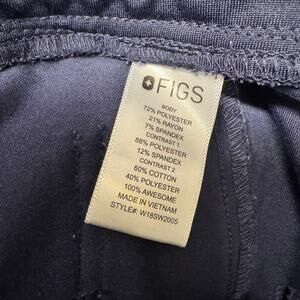 FIGS
BODY
72% POLYESTER
21% RAYON
7% SPANDEX
CONTRAST 1
88% POLYESTER
12% SPANDEX
CONTRAST 2
60% COTTON
40% POLYESTER
100% AWESOME
MADE IN VIETNAM
STYLE#: W18SW2005